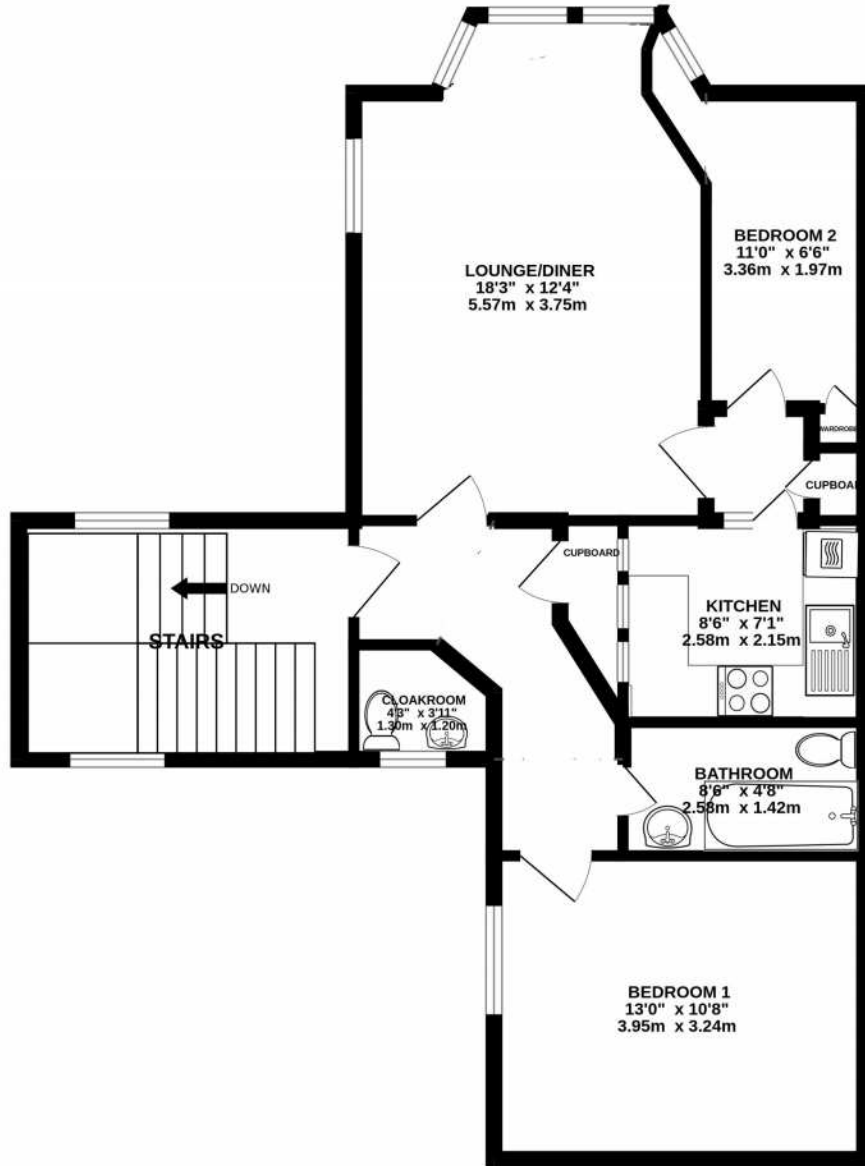 BEDROOM 2
11'0" x 6'6"
3.36m x 1.97m
LOUNGE/DINER
18'3" x 12'4"
5.57m x 3.75m
WARDROBE
CUPBOA
CUPBOARD
DOWN
STAIRS
KITCHEN
8'6" x 7'1"
2.58m x 2.15m
CLOAKROOM
4'3" x 3'11"
1.30m x 1.20m
BATHROOM
8'6" x 4'8"
2.58m x 1.42m
BEDROOM 1
13'0" x 10'8"
3.95m x 3.24m